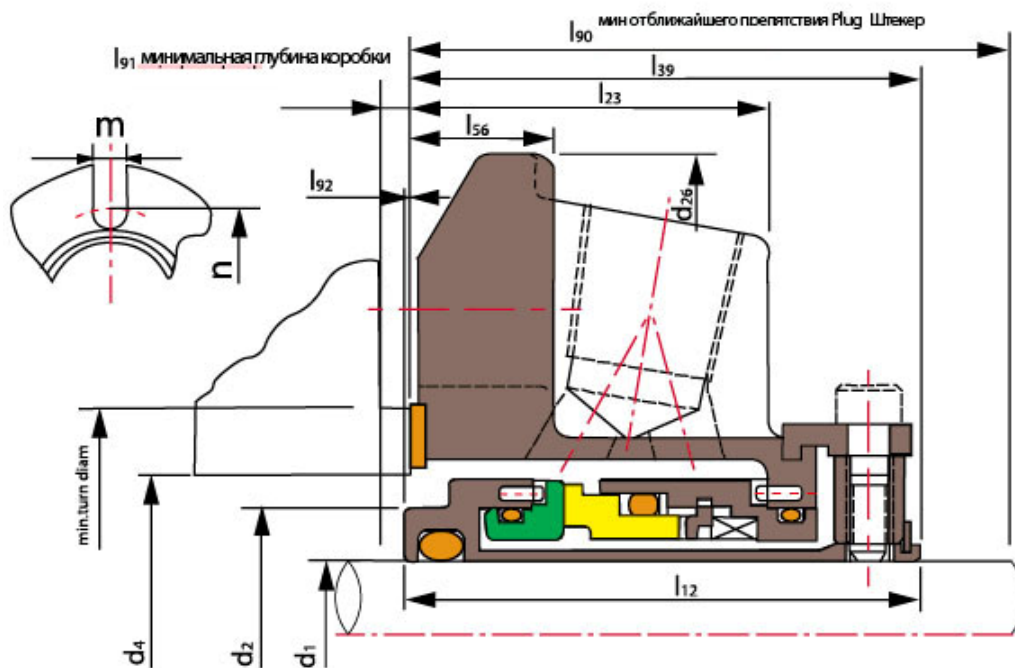 мин от ближайшего препятствия Plug Штекер
l90
l91 минимальная глубина коробки
l39
l23
m
l56
l92
d26
n
min.turn diam
l12
d4
d2
d1